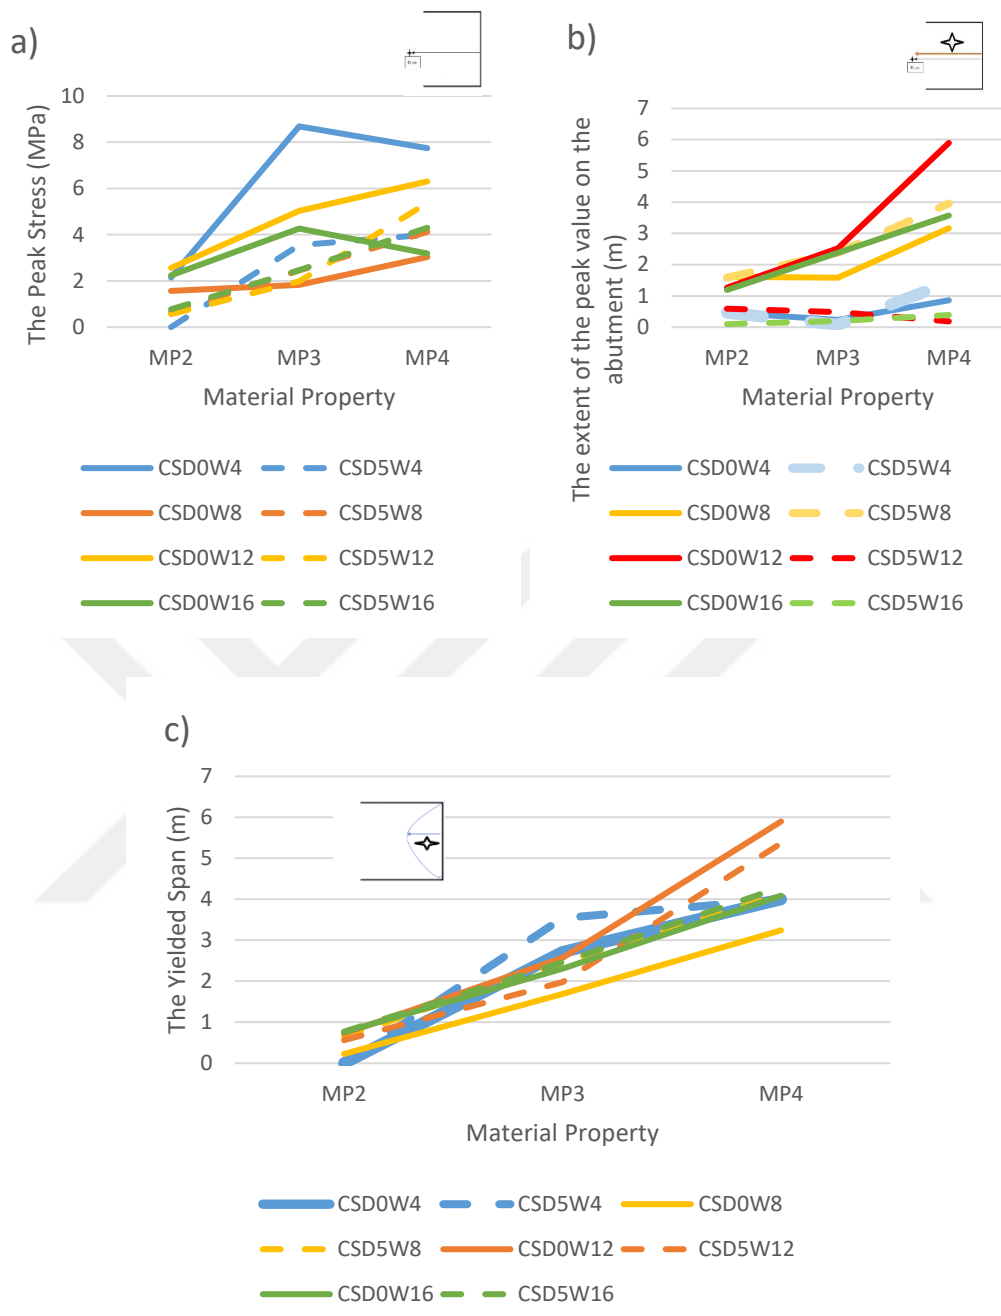 a)
The Peak Stress (MPa)
10
8
6
4
2
0
MP2 MP3 MP4
Material Property
CSD0W4 CSD5W4
CSD0W8 CSD5W8
CSD0W12 CSD5W12
CSD0W16 CSD5W16
b)
The extent of the peak value on the
abutment (m)
7
6
5
4
3
2
1
0
MP2 MP3 MP4
Material Property
CSD0W4 CSD5W4
CSD0W8 CSD5W8
CSD0W12 CSD5W12
CSD0W16 CSD5W16
c)
The Yielded Span (m)
7
6
5
4
3
2
1
0
MP2 MP3 MP4
Material Property
CSD0W4 CSD5W4 CSD0W8
CSD5W8 CSD0W12 CSD5W12
CSD0W16 CSD5W16